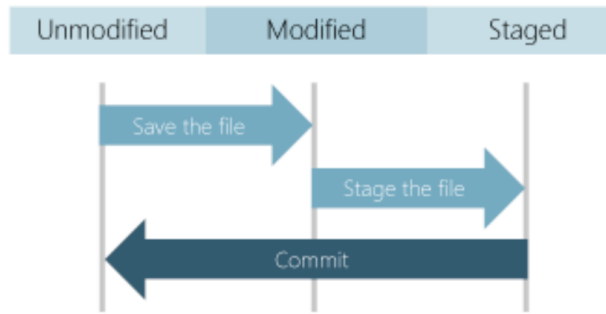 Unmodified Modified Staged
Save the file
Stage the file
Commit